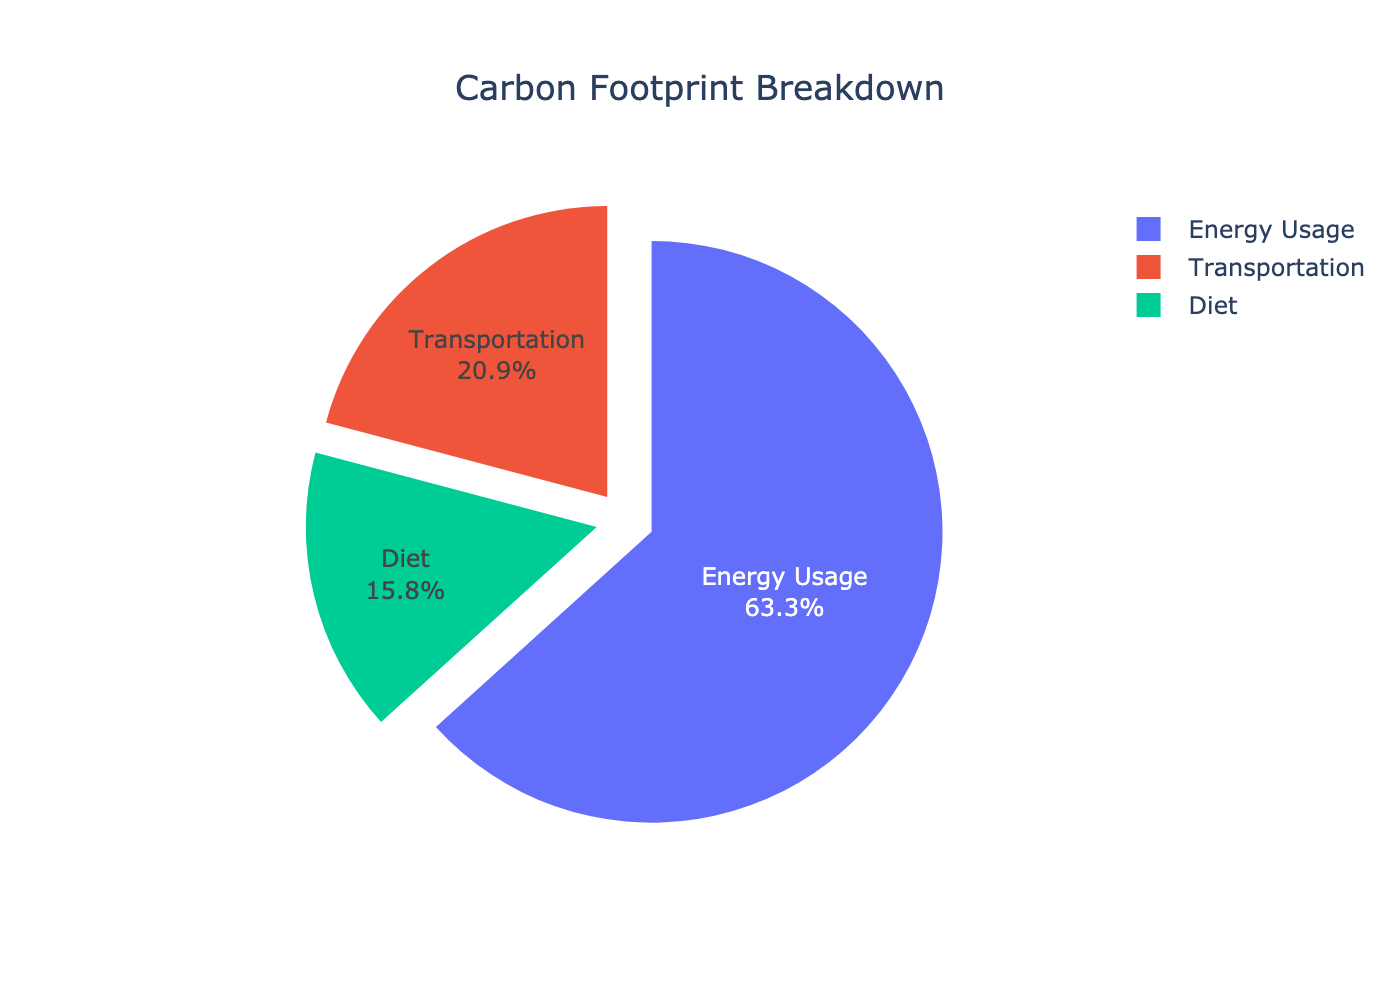 Carbon Footprint Breakdown
Energy Usage
Transportation
Diet
Transportation
20.9%
Diet
15.8%
Energy Usage
63.3%